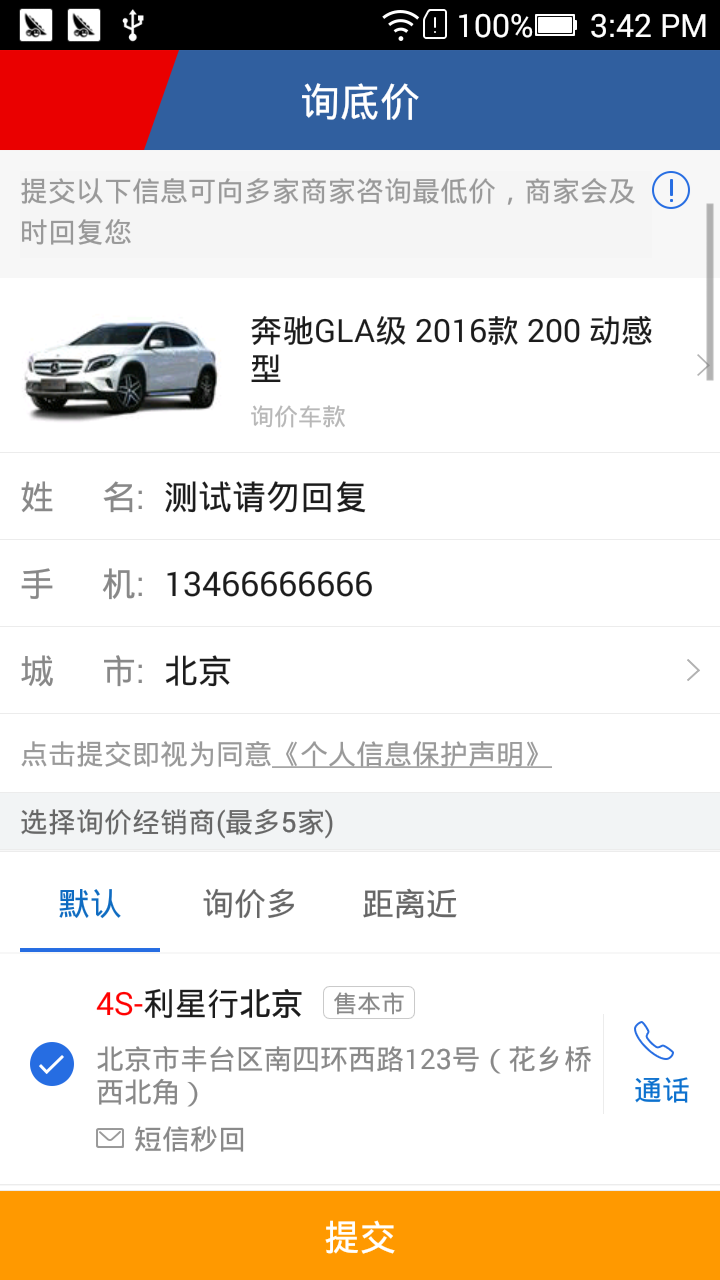 100% 3:42 PM
询底价
提交以下信息可向多家商家咨询最低价，商家会及
时回复您
奔驰GLA级 2016款 200 动感
型
询价车款
姓 名: 测试请勿回复
手 机: 13466666666
城 市: 北京
点击提交即视为同意《个人信息保护声明》
选择询价经销商(最多5家)
默认 询价多 距离近
4S-利星行北京 售本市
北京市丰台区南四环西路123号（花乡桥
西北角）
通话
短信秒回
提交